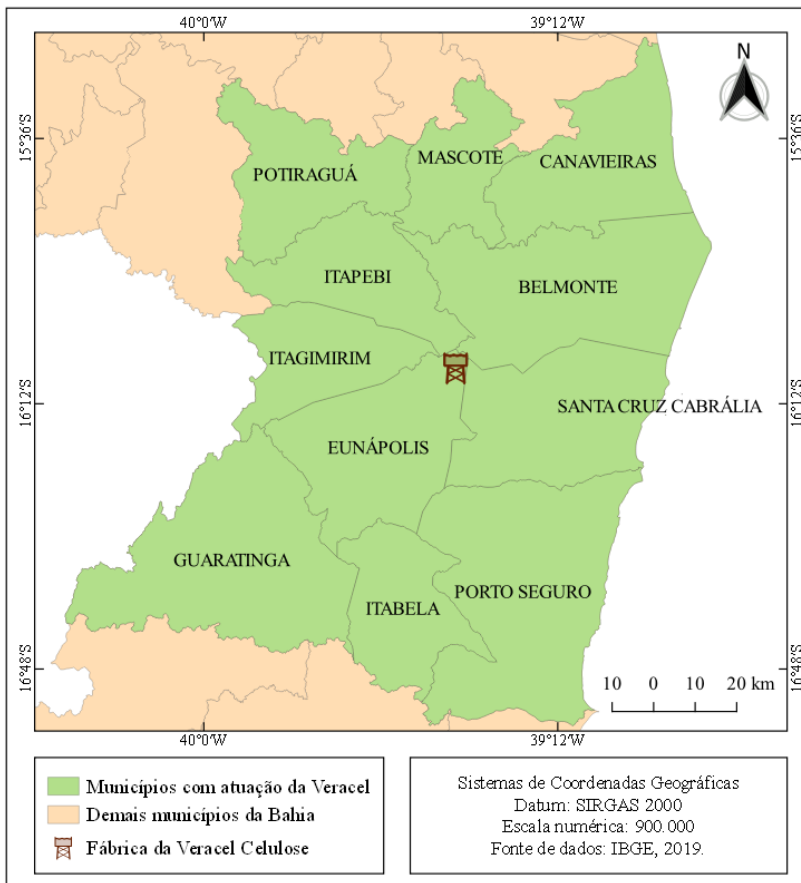 40°0'W 39°12'W
N
15°36'S 15°36'S
MASCOTE
CANAVIEIRAS
POTIRAGUÁ
ITAPEBI
BELMONTE
ITAGIMIRIM
16°12'S 16°12'S
SANTA CRUZ CABRÁLIA
EUNÁPOLIS
GUARATINGA
PORTO SEGURO
ITABELA
16°48'S 16°48'S
10 0 10 20 km
40°0'W 39°12'W
Municípios com atuação da Veracel
Demais municípios da Bahia
Fábrica da Veracel Celulose
Sistemas de Coordenadas Geográficas
Datum: SIRGAS 2000
Escala numérica: 900.000
Fonte de dados: IBGE, 2019.